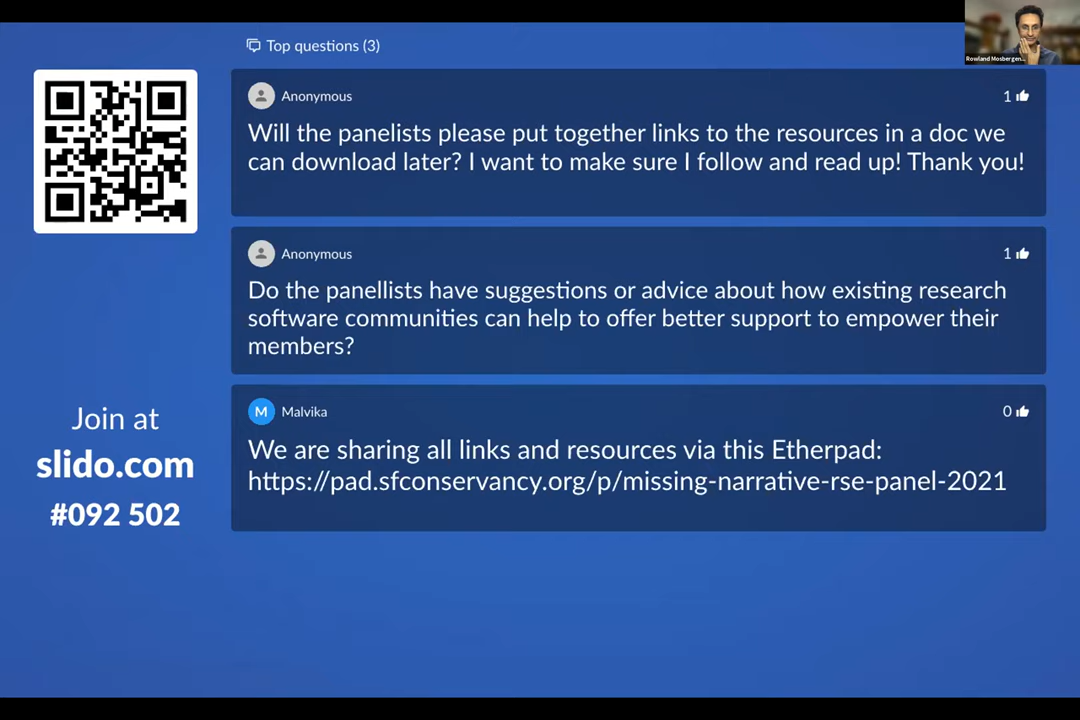 Top questions (3)
Anonymous
1
Will the panelists please put together links to the resources in a doc we
can download later? I want to make sure I follow and read up! Thank you!
Anonymous
1
Do the panellists have suggestions or advice about how existing research
software communities can help to offer better support to empower their
members?
M
Malvika
0
We are sharing all links and resources via this Etherpad:
https://pad.sfconservancy.org/p/missing-narrative-rse-panel-2021
Join at
slido.com
#092 502
Rowland Mosbergen...